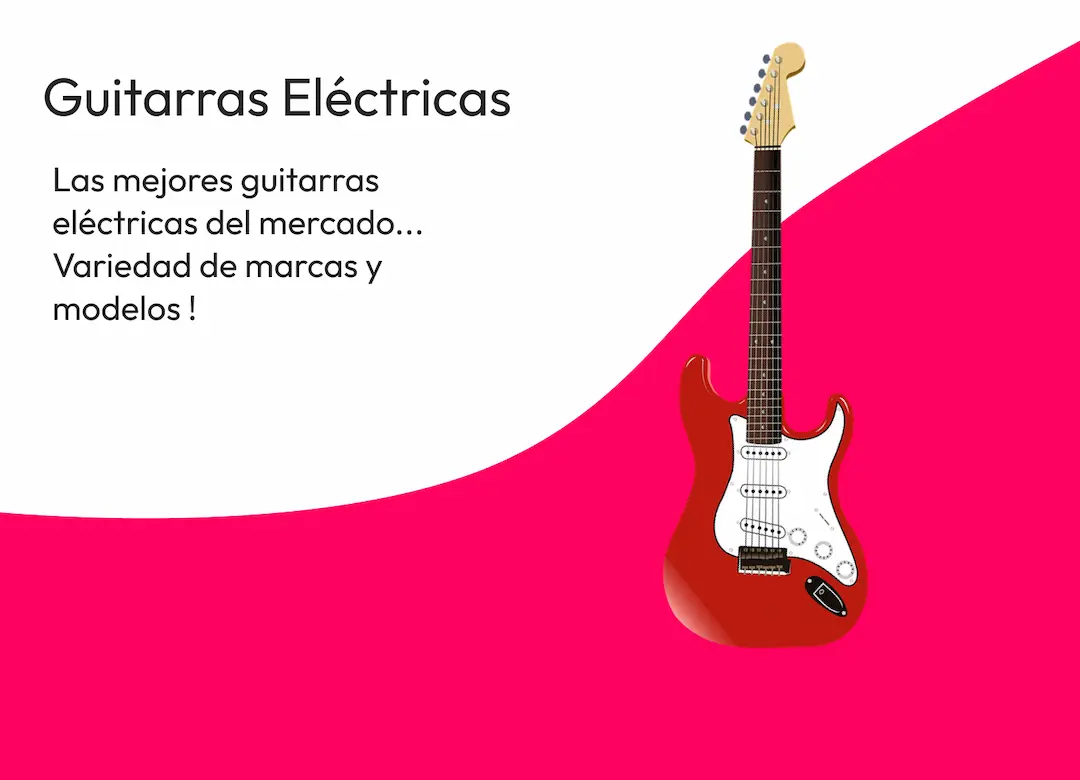 Guitarras Eléctricas
Las mejores guitarras
eléctricas del mercado...
Variedad de marcas y
modelos !